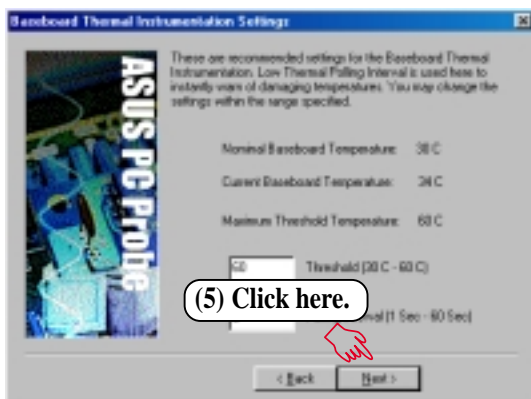 Baseboard Thermal Instrumentation Settings
ASUS PC Probe
These are recommended settings for the Baseboard Thermal
Instrumentation. Low Thermal Polling Interval is used here to
instantly warn of damaging temperatures. You may change the
settings within the range specified.
Nominal Baseboard Temperature: 30 C
Current Baseboard Temperature: 34 C
Maximum Threshold Temperature: 60 C
60 Threshold (30 C - 60 C)
(5) Click here.
(1 Sec - 60 Sec)
< Back Next >